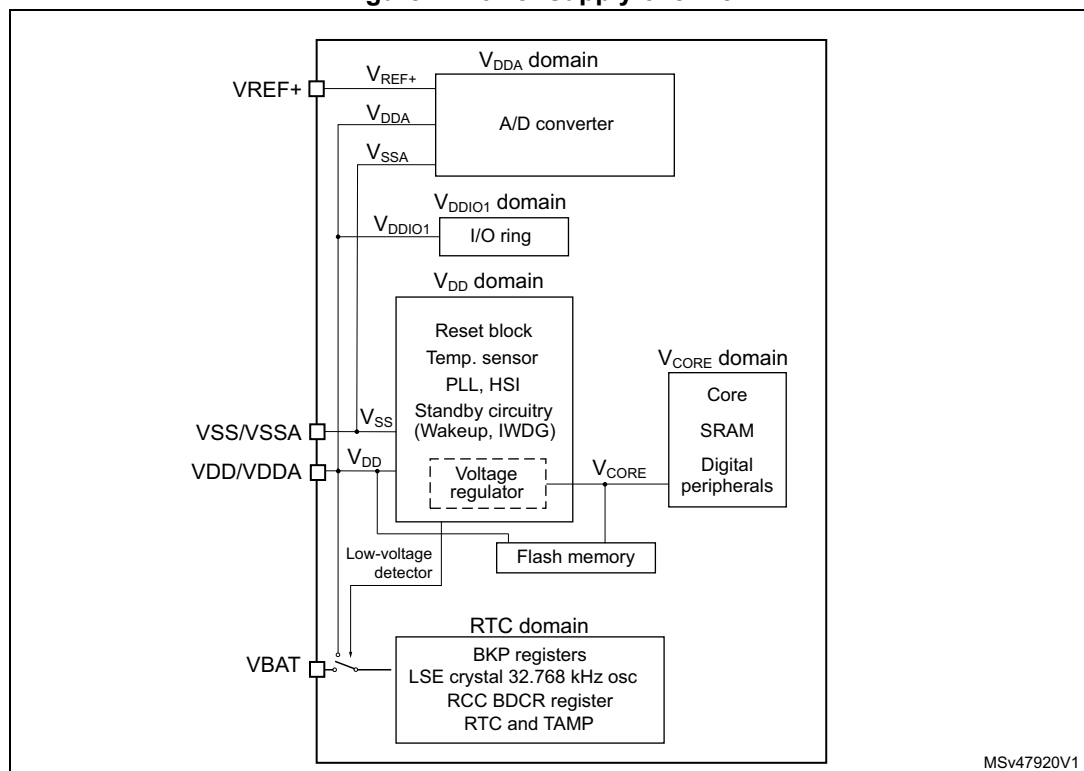 VDDA domain
VREF+
VREF+
VDDA
A/D converter
VSSA
VDDIO1 domain
VDDIO1
I/O ring
VDD domain
Reset block
Temp. sensor
PLL, HSI
Standby circuitry
(Wakeup, IWDG)
Voltage
regulator
VCORE domain
Core
SRAM
Digital
peripherals
VSS/VSSA
VSS
VDD/VDDA
VDD
VCORE
Flash memory
Low-voltage
detector
RTC domain
VBAT
BKP registers
LSE crystal 32.768 kHz osc
RCC BDCR register
RTC and TAMP
MSv47920V1